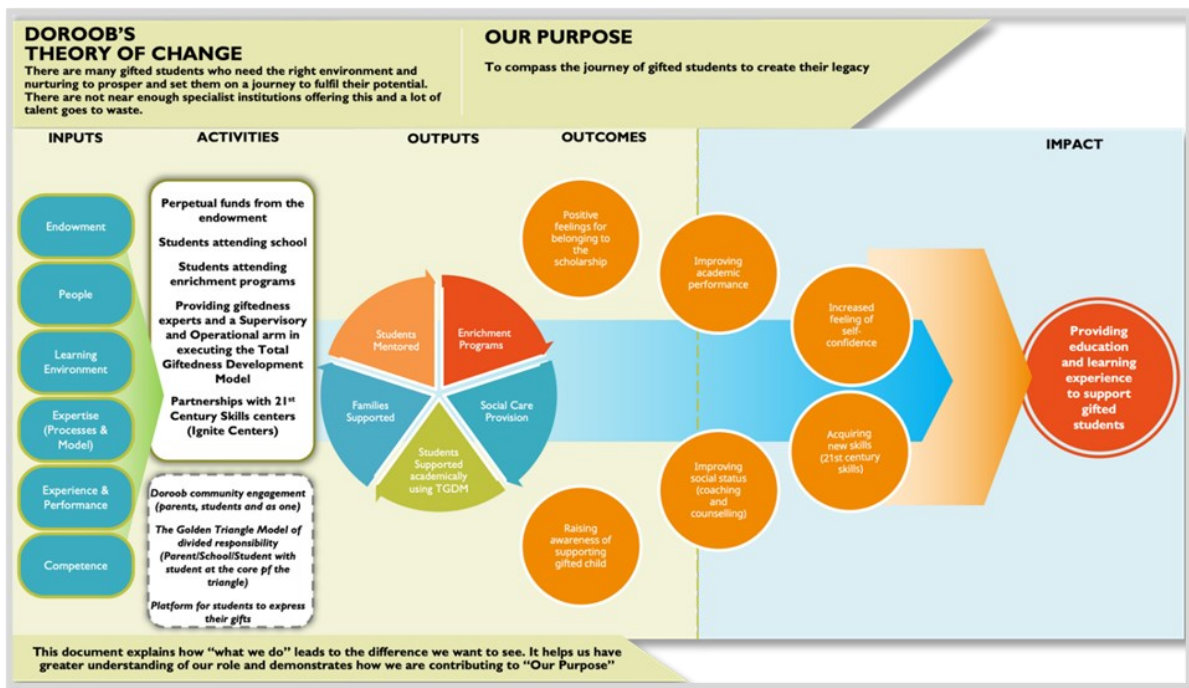 DOROOB'S
THEORY OF CHANGE
There are many gifted students who need the right environment and
nurturing to prosper and set them on a journey to fulfil their potential.
There are not near enough specialist institutions offering this and a lot of
talent goes to waste.
OUR PURPOSE
To compass the journey of gifted students to create their legacy
INPUTS
ACTIVITIES
OUTPUTS
OUTCOMES
IMPACT
Endowment
People
Learning
Environment
Expertise
(Processes &
Model)
Experience &
Performance
Competence
Perpetual funds from the
endowment
Students attending school
Students attending
enrichment programs
Providing giftedness
experts and a Supervisory
and Operational arm in
executing the Total
Giftedness Development
Model
Partnerships with 21st
Century Skills centers
(Ignite Centers)
Doroob community engagement
(parents, students and as one)
The Golden Triangle Model of
divided responsibility
(Parent/School/Student with
student at the core pf the
triangle)
Platform for students to express
their gifts
Students
Mentored
Enrichment
Programs
Families
Supported
Social Care
Provision
Students
Supported
academically
using TGDM
Positive
feelings for
belonging to
the
scholarship
Improving
academic
performance
Increased
feeling of
self-
confidence
Acquiring
new skills
(21st century
skills)
Improving
social status
(coaching
and
counselling)
Raising
awareness of
supporting
gifted child
Providing
education
and learning
experience
to support
gifted
students
This document explains how "what we do" leads to the difference we want to see. It helps us have
greater understanding of our role and demonstrates how we are contributing to "Our Purpose"